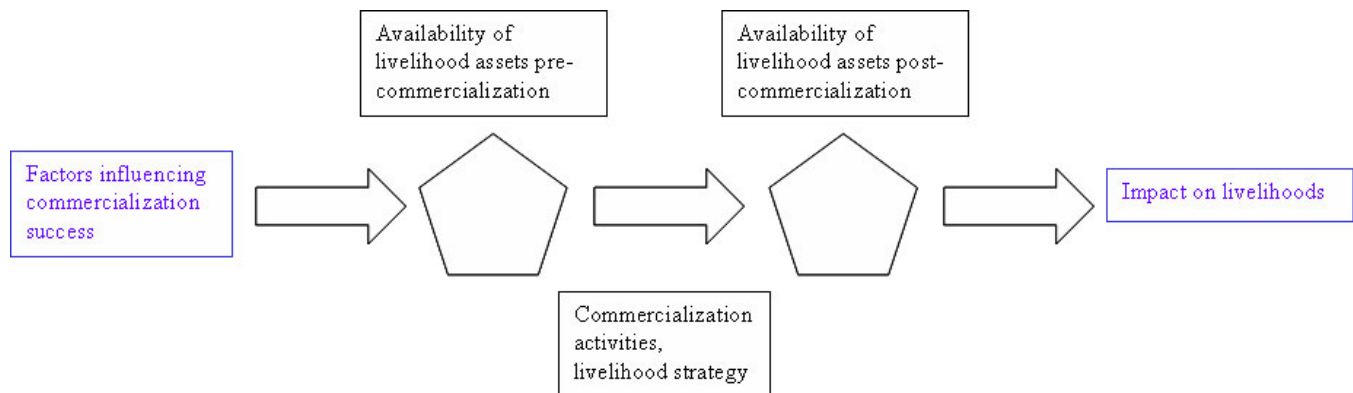 Availability of
livelihood assets pre-
commercialization
Availability of
livelihood assets post-
commercialization
Factors influencing
commercialization
success
Impact on livelihoods
Commercialization
activities,
livelihood strategy